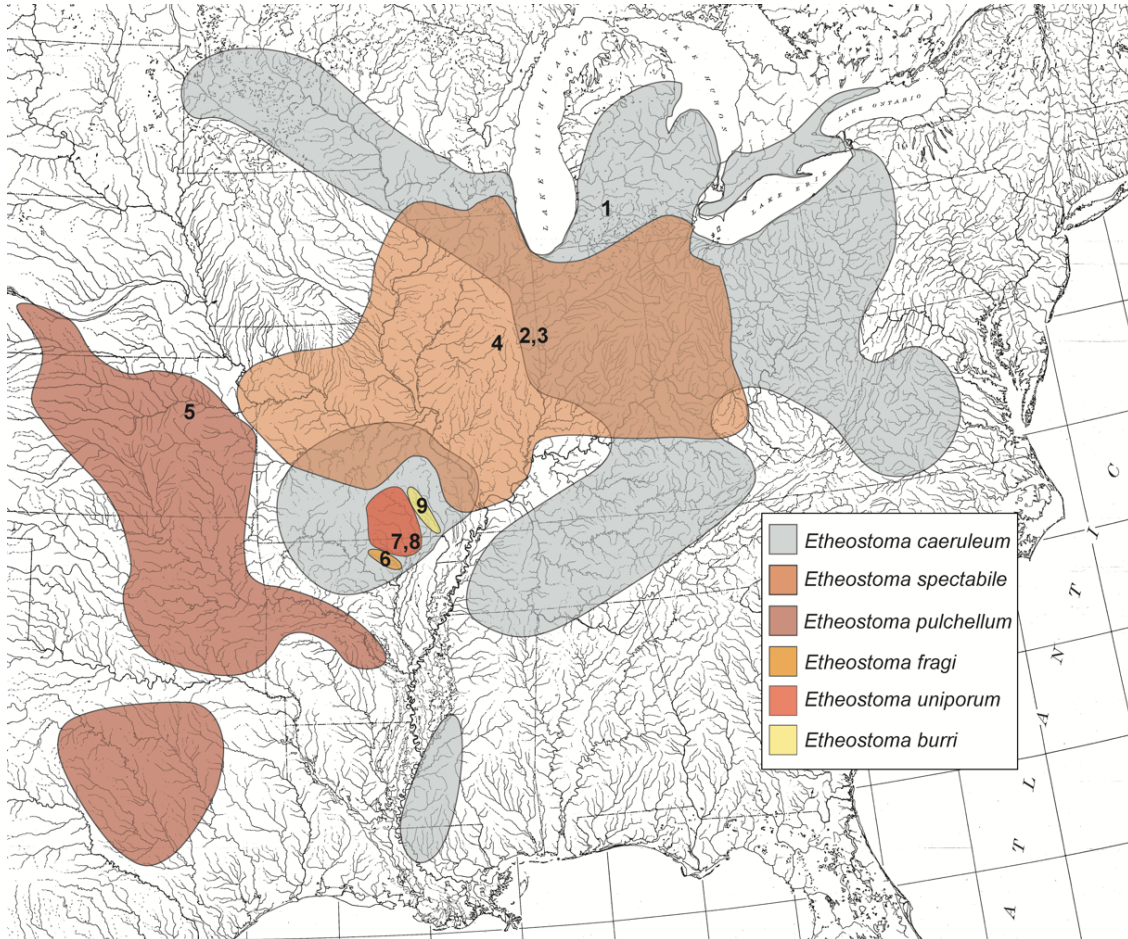 LAKE MICHIGAN
LAKE HURON
LAKE ONTARIO
LAKE ERIE
1
2,3
4
5
9
7,8
6
Etheostoma caeruleum
Etheostoma spectabile
Etheostoma pulchellum
Etheostoma fragi
Etheostoma uniporum
Etheostoma burri
ATLANTIC